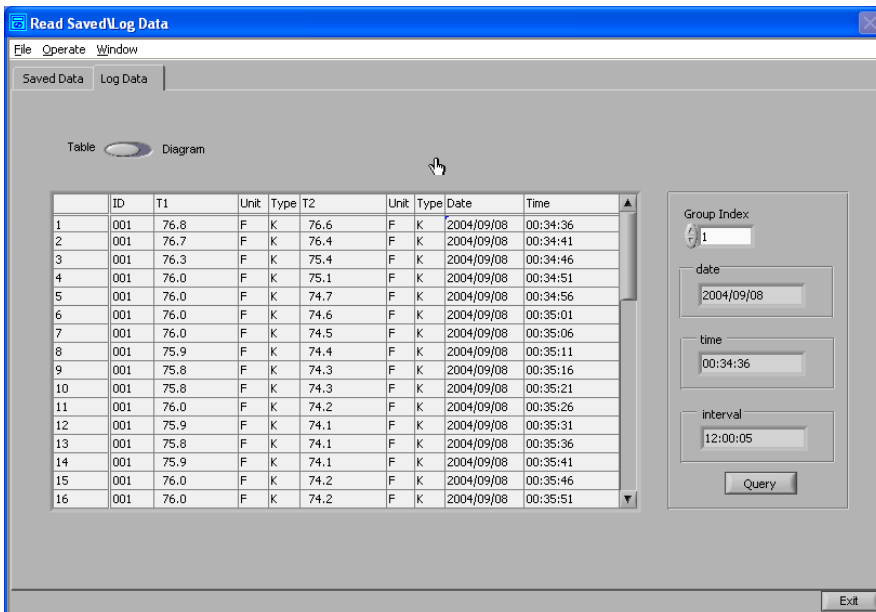 Read Saved\Log Data
File Operate Window
Saved Data Log Data
Table Diagram
ID T1 Unit Type T2 Unit Type Date Time
1 001 76.8 F K 76.6 F K 2004/09/08 00:34:36
2 001 76.7 F K 76.4 F K 2004/09/08 00:34:41
3 001 76.3 F K 75.4 F K 2004/09/08 00:34:46
4 001 76.0 F K 75.1 F K 2004/09/08 00:34:51
5 001 76.0 F K 74.7 F K 2004/09/08 00:34:56
6 001 76.0 F K 74.6 F K 2004/09/08 00:35:01
7 001 76.0 F K 74.5 F K 2004/09/08 00:35:06
8 001 75.9 F K 74.4 F K 2004/09/08 00:35:11
9 001 75.8 F K 74.3 F K 2004/09/08 00:35:16
10 001 75.8 F K 74.3 F K 2004/09/08 00:35:21
11 001 76.0 F K 74.2 F K 2004/09/08 00:35:26
12 001 75.9 F K 74.1 F K 2004/09/08 00:35:31
13 001 75.8 F K 74.1 F K 2004/09/08 00:35:36
14 001 75.9 F K 74.1 F K 2004/09/08 00:35:41
15 001 76.0 F K 74.2 F K 2004/09/08 00:35:46
16 001 76.0 F K 74.2 F K 2004/09/08 00:35:51
Group Index
1
date
2004/09/08
time
00:34:36
interval
12:00:05
Query
Exit